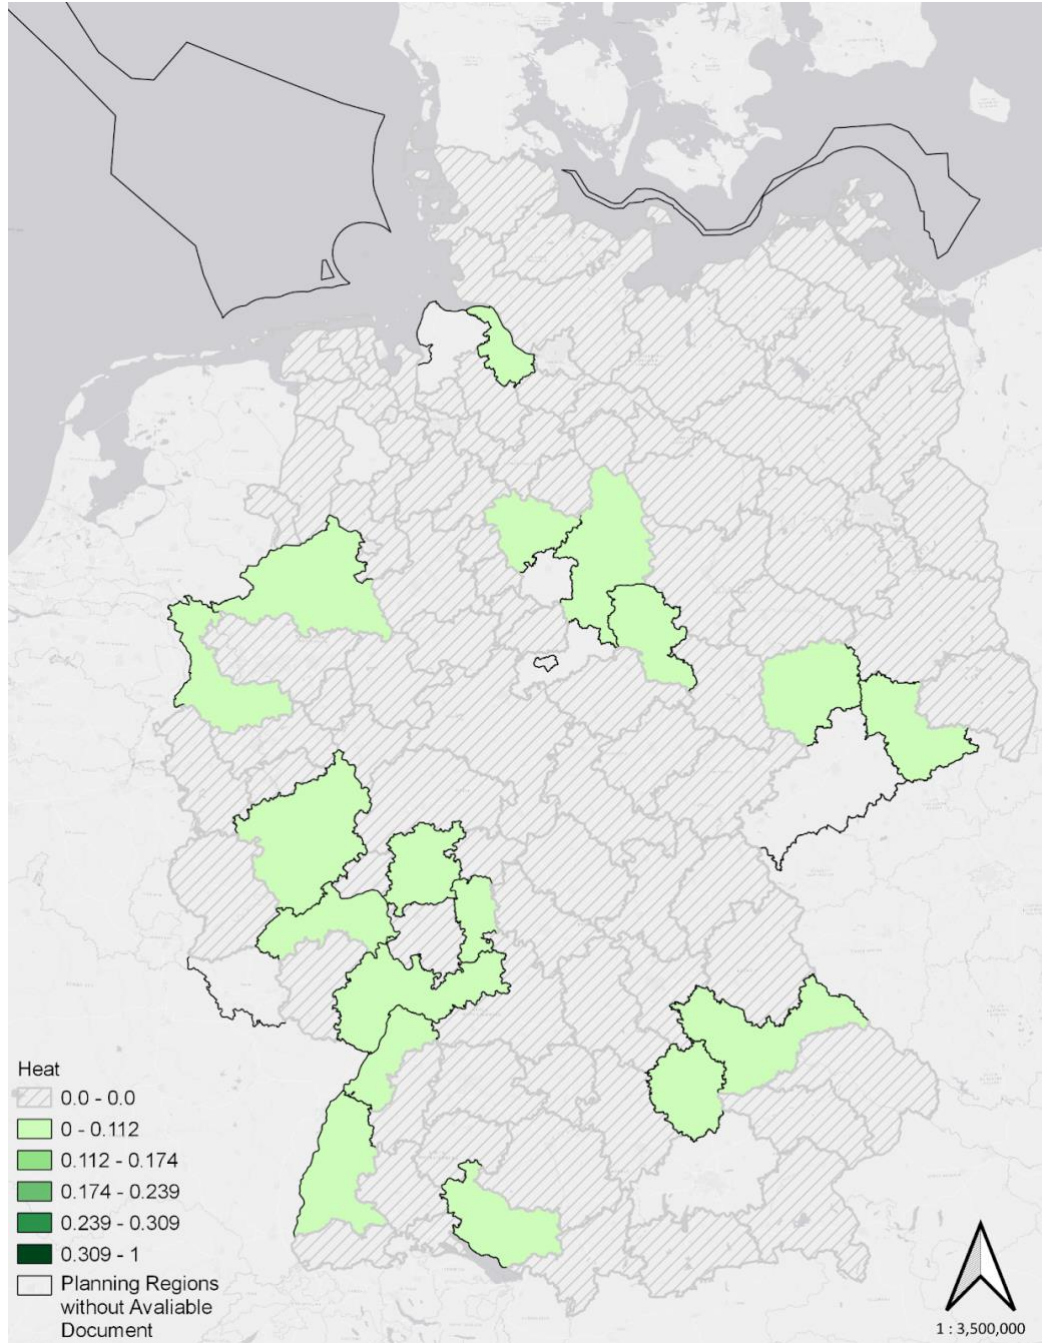 Heat
0.0 - 0.0
0 - 0.112
0.112 - 0.174
0.174 - 0.239
0.239 - 0.309
0.309 - 1
Planning Regions
without Avaliable
Document
1 : 3,500,000